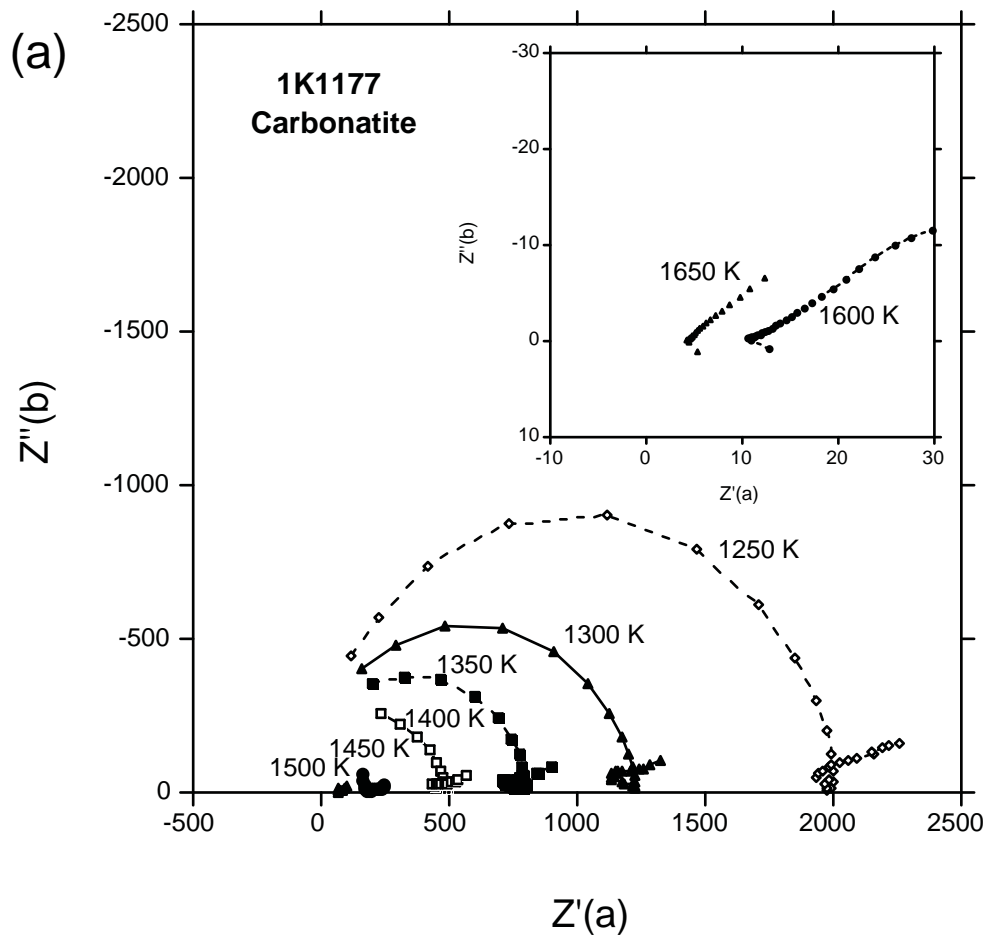 (a)
1K1177
Carbonatite
-2500
-2000
-1500
-1000
-500
0
Z''(b)
-500
0
500
1000
1500
2000
2500
Z'(a)
-30
-20
-10
0
10
Z''(b)
-10
0
10
20
30
Z'(a)
1650 K
1600 K
1250 K
1300 K
1350 K
1400 K
1450 K
1500 K